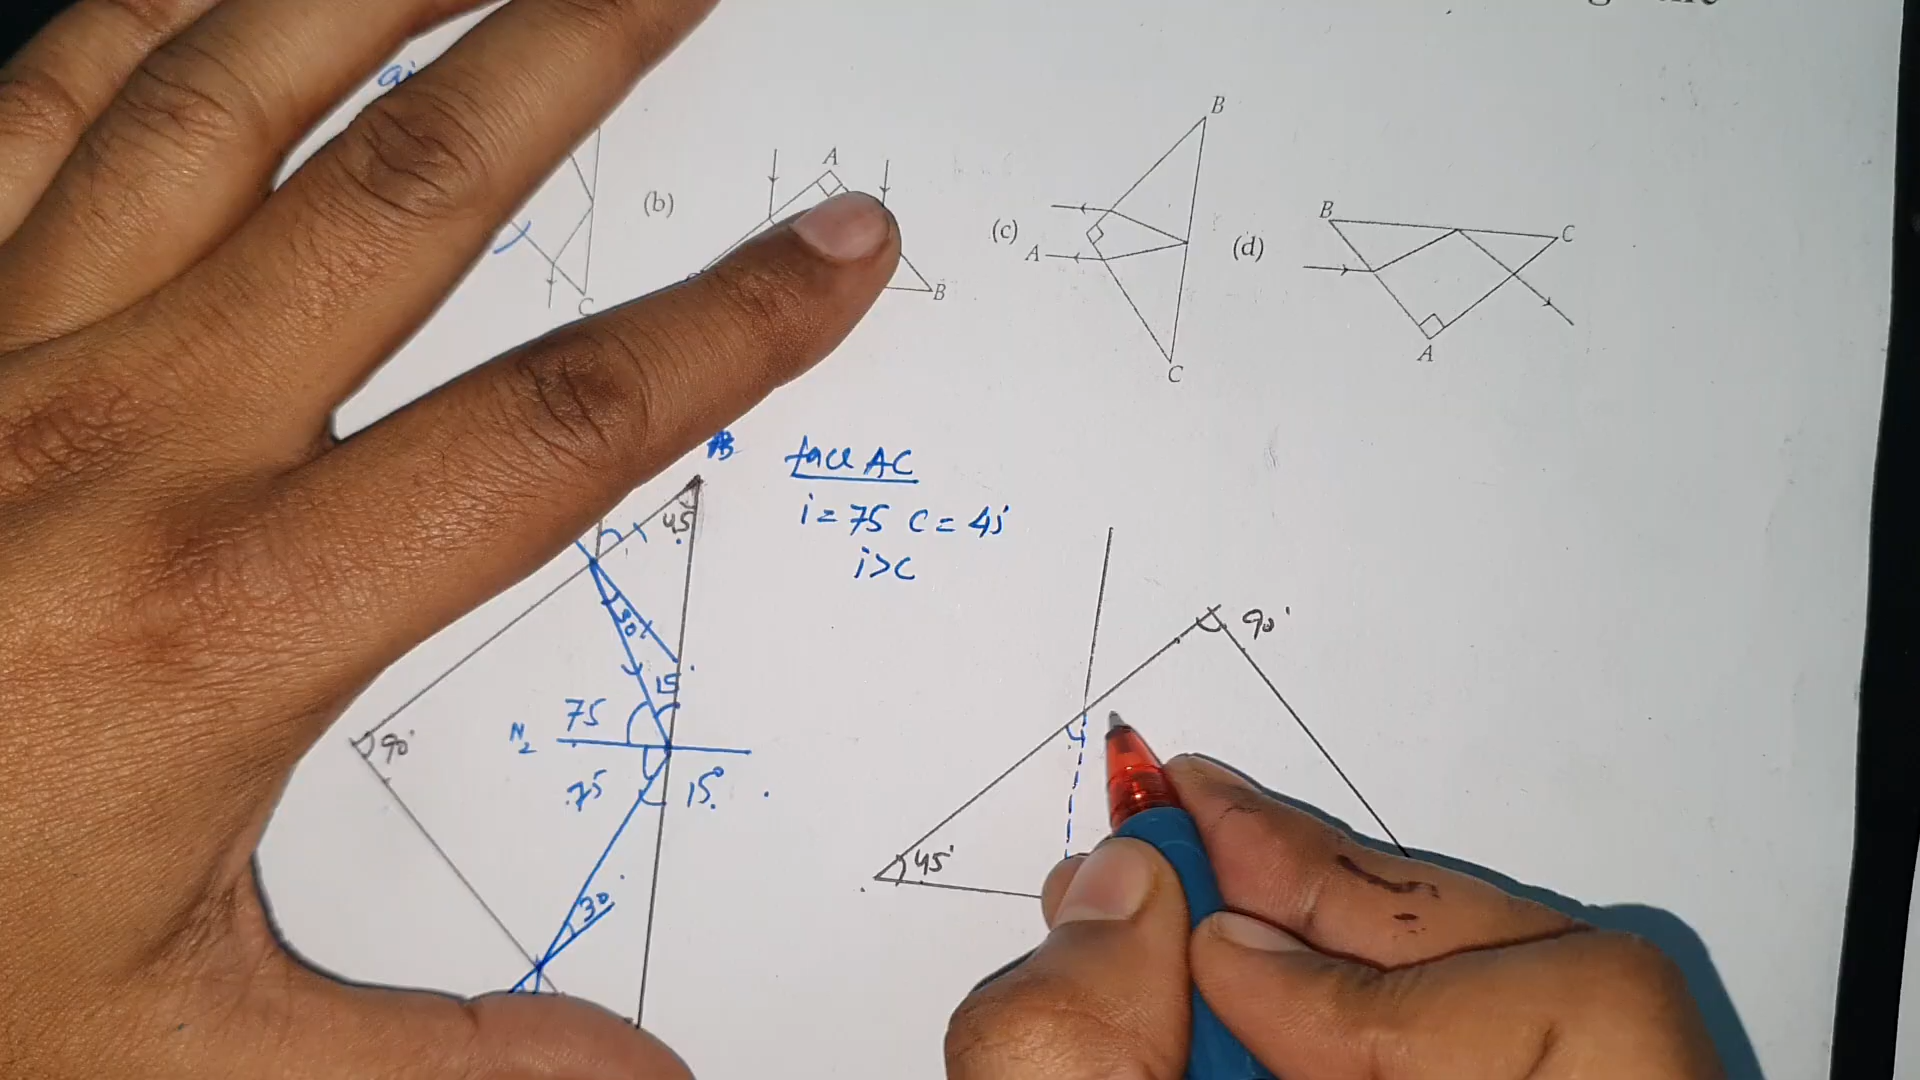 B
A
(b)
(c)
B
C
A
(d)
C
B
C
A
B
face AC
45
i = 75 C = 45°
i>C
90°
30°
15
75
N2
90°
75
15°
45°
30°